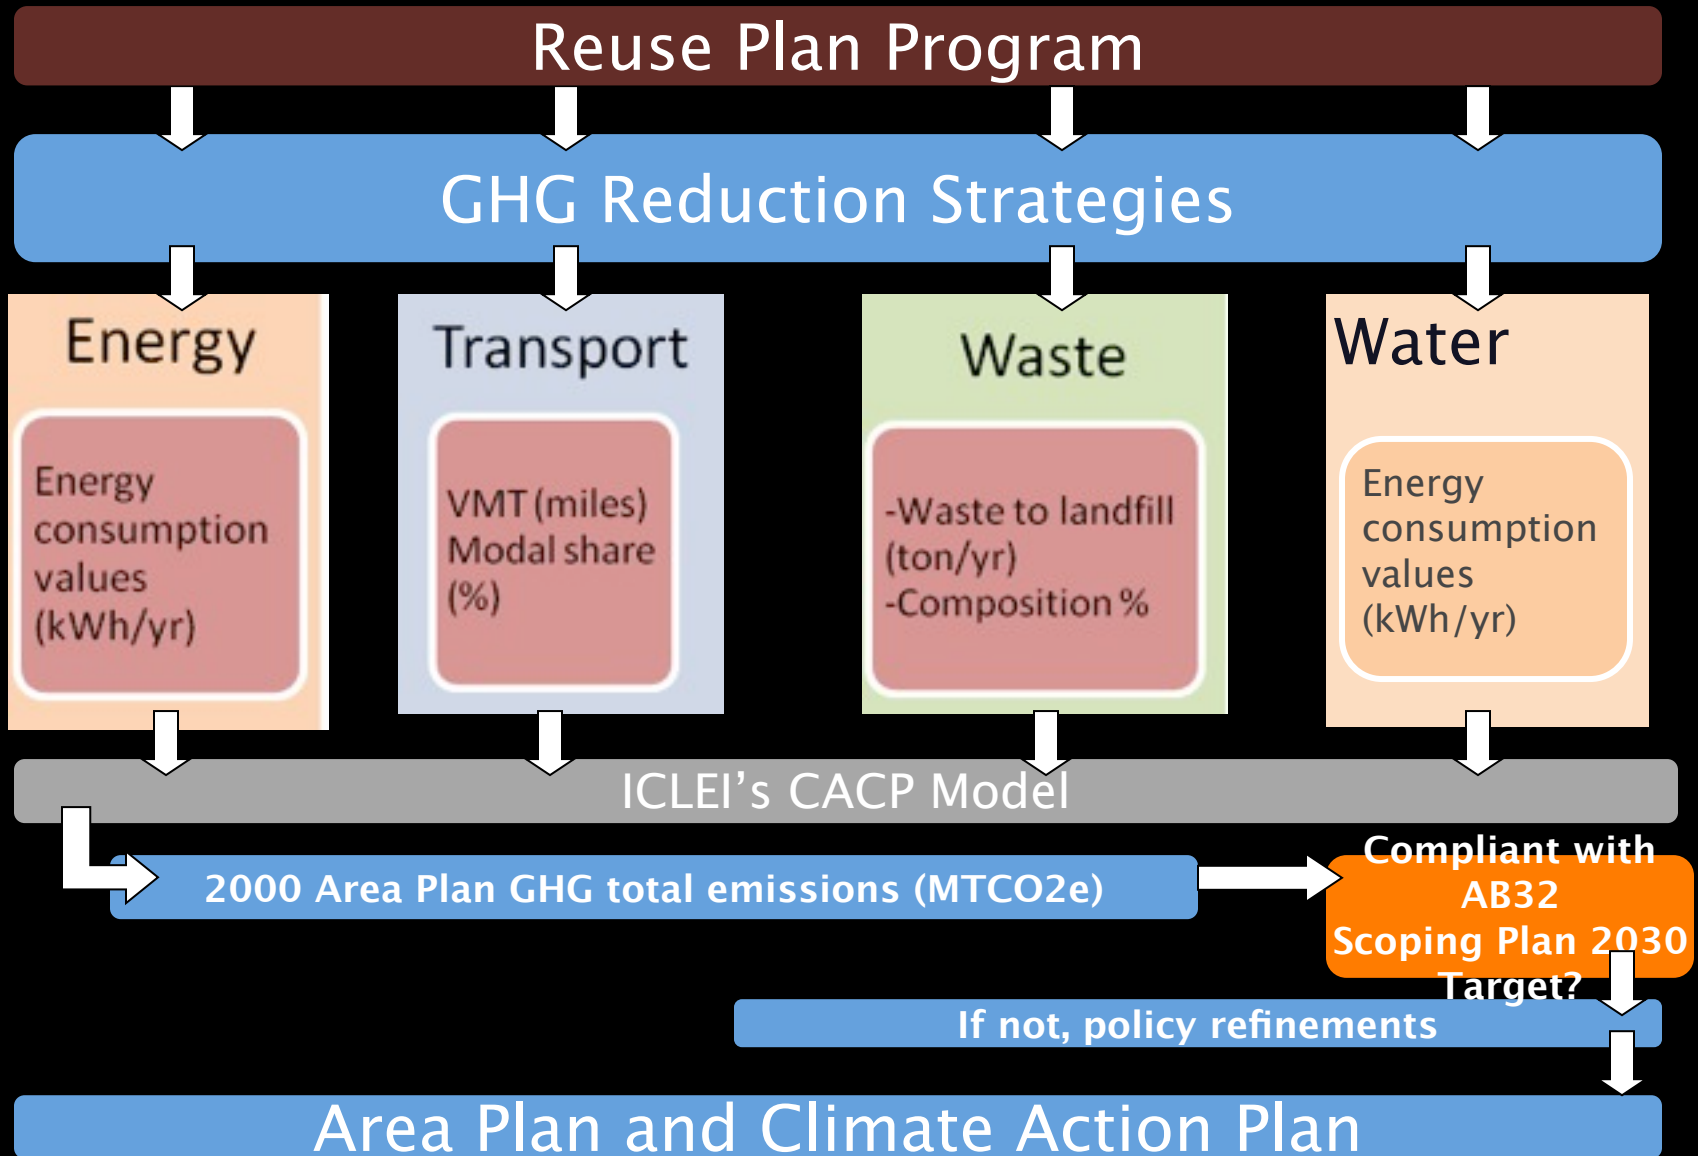 Reuse Plan Program
GHG Reduction Strategies
Energy
Energy
consumption
values
(kWh/yr)
Transport
VMT (miles)
Modal share
(%)
Waste
-Waste to landfill
(ton/yr)
-Composition %
Water
Energy
consumption
values
(kWh/yr)
ICLEI’s CACP Model
2000 Area Plan GHG total emissions (MTCO2e)
Compliant with
AB32
Scoping Plan 2030
Target?
If not, policy refinements
Area Plan and Climate Action Plan